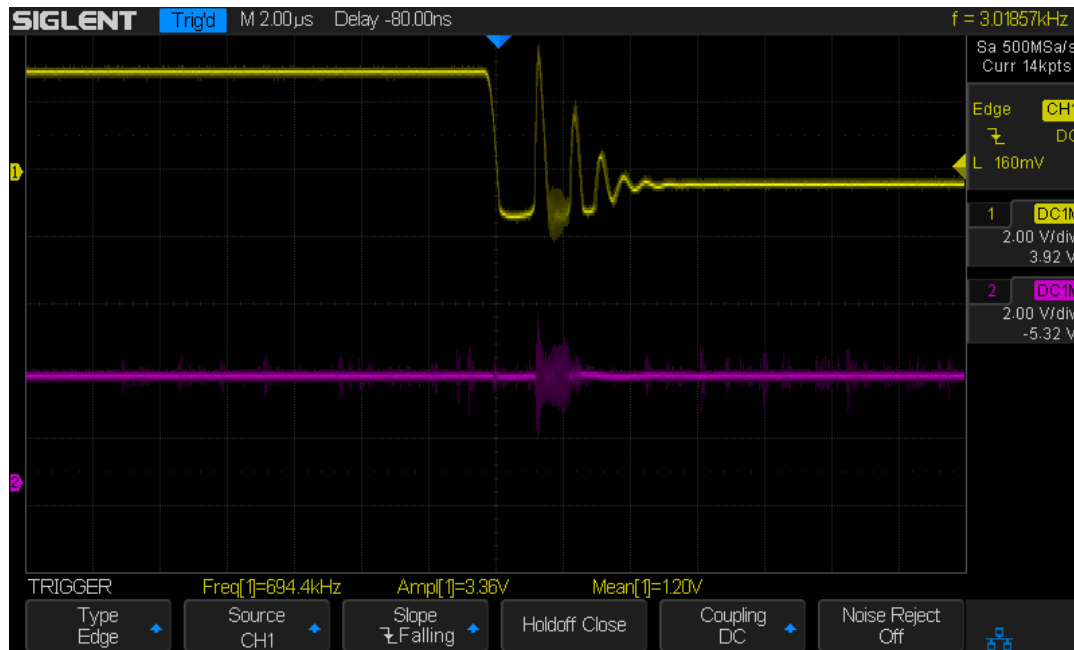 SIGLENT Trig'd M 2.00µs Delay -80.00ns f = 3.01857kHz
Sa 500MSa/s
Curr 14kpts
Edge CH1
DC
L 160mV
1
1 DC1M
2.00 V/div
3.92 V
2 DC1M
2.00 V/div
-5.32 V
2
TRIGGER Freq[1]=694.4kHz Ampl[1]=3.36V Mean[1]=1.20V
Type Source Slope Holdoff Close Coupling Noise Reject
Edge CH1 Falling DC Off